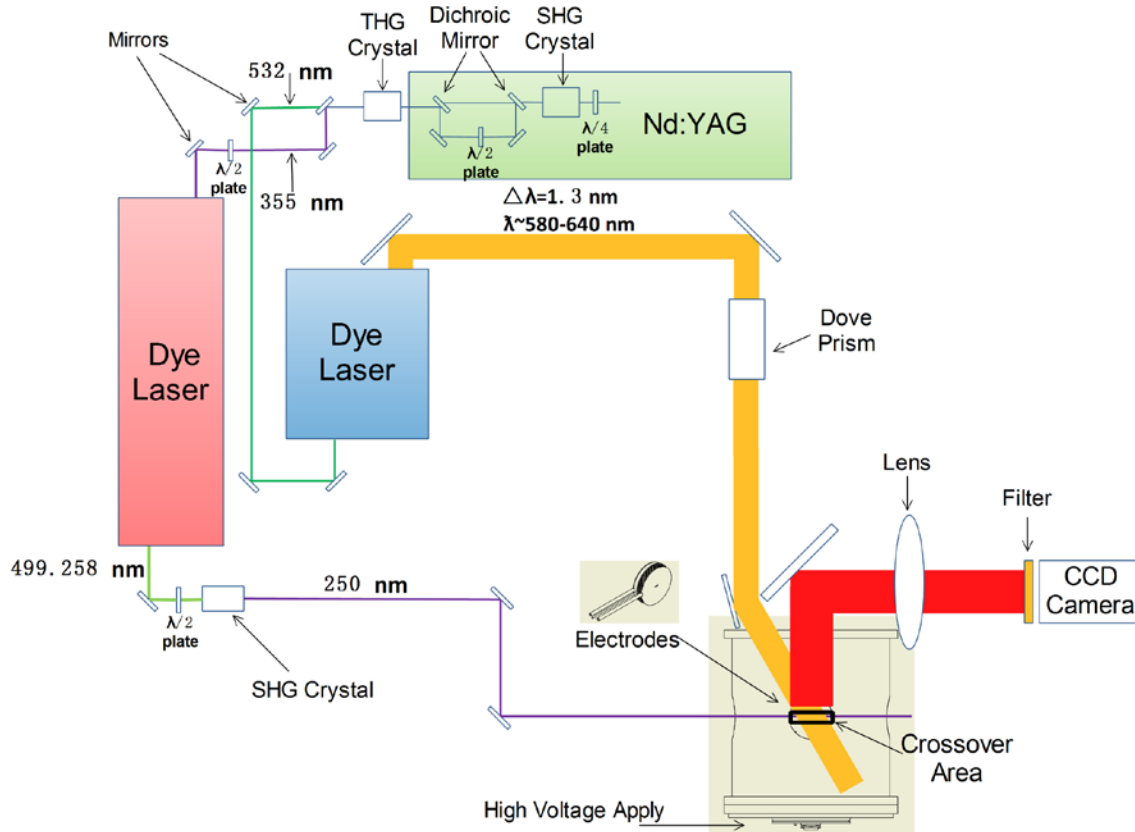 THG
Crystal
Dichroic
Mirror
SHG
Crystal
Mirrors
532 nm
Nd:YAG
λ/4
plate
λ/2
plate
λ/2
plate
355 nm
△λ=1. 3 nm
λ~580-640 nm
Dye
Laser
Dye
Laser
Dove
Prism
Lens
Filter
CCD
Camera
499.258 nm
250 nm
λ/2
plate
SHG Crystal
Electrodes
Crossover
Area
High Voltage Apply